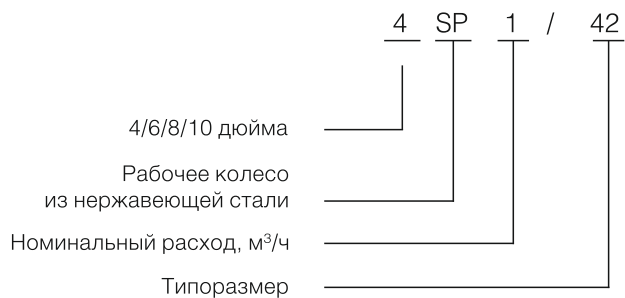 4 SP 1 / 42
4/6/8/10 дюйма
Рабочее колесо
из нержавеющей стали
Номинальный расход, м³/ч
Типоразмер